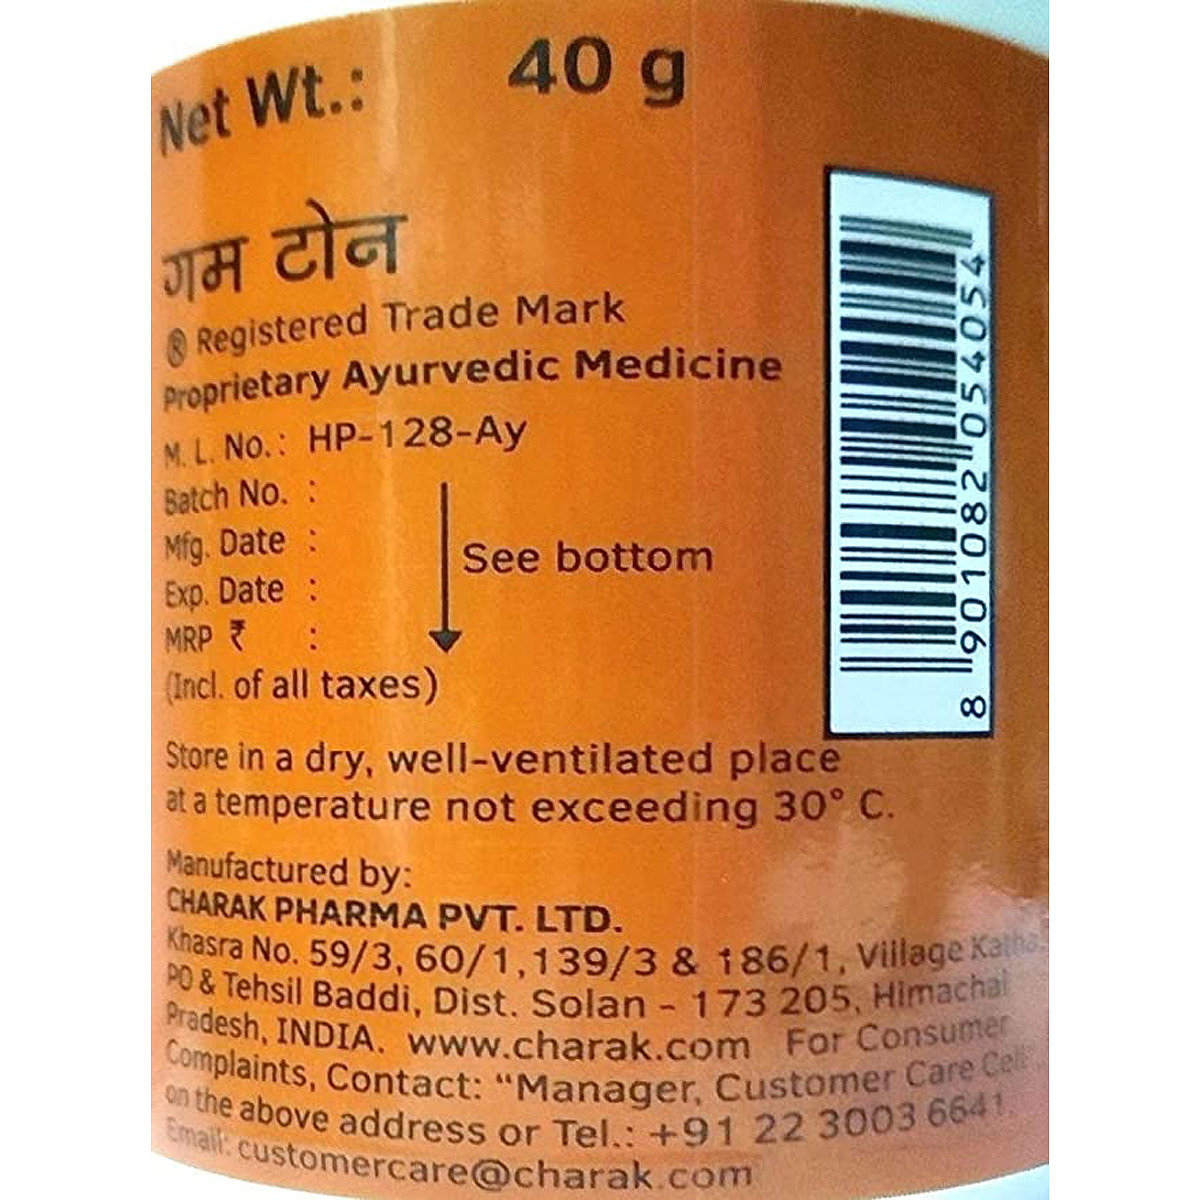 Net Wt.: 40 g
गम टोन
® Registered Trade Mark
Proprietary Ayurvedic Medicine
M. L. No.: HP-128-Ay
Batch No. :
Mfg. Date :
Exp. Date :
MRP ₹ :
See bottom
(Incl. of all taxes)
Store in a dry, well-ventilated place
at a temperature not exceeding 30° C.
Manufactured by:
CHARAK PHARMA PVT. LTD.
Khasra No. 59/3, 60/1,139/3 & 186/1, Village Katha,
PO & Tehsil Baddi, Dist. Solan - 173 205, Himachal
Pradesh, INDIA. www.charak.com For Consumer
Complaints, Contact: "Manager, Customer Care Cell"
on the above address or Tel.: +91 22 3003 6641.
Email: customercare@charak.com
8 901082 054054